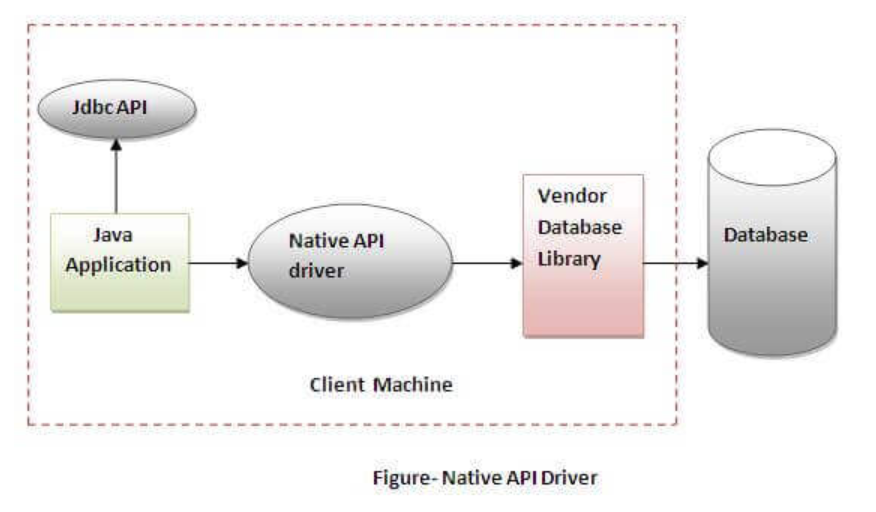 Jdbc API
Java
Application
Native API
driver
Vendor
Database
Library
Database
Client Machine
Figure- Native API Driver